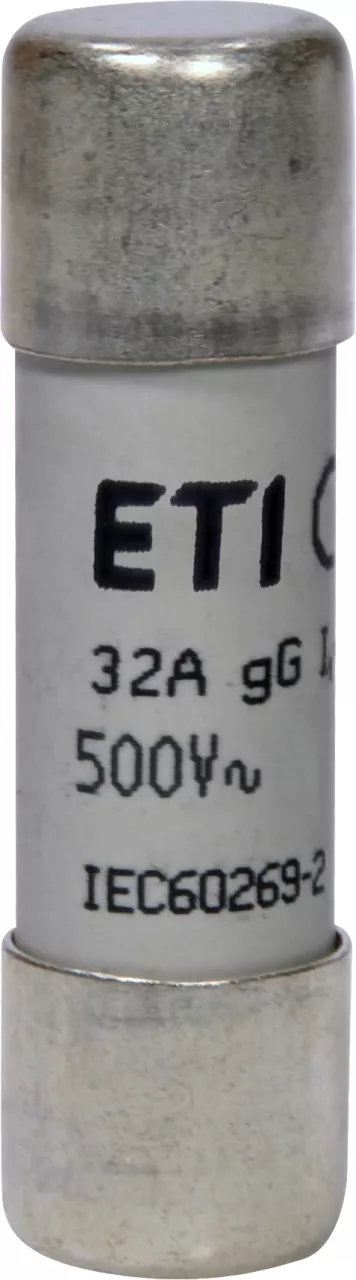 ETI
32A gG
500V~
IEC60269-2